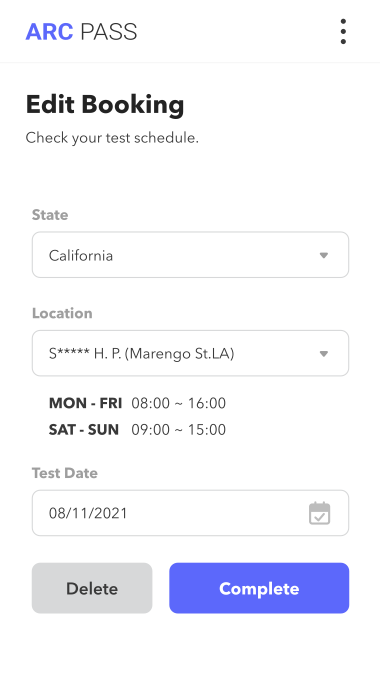 ARC PASS
Edit Booking
Check your test schedule.
State
California
Location
S***** H. P. (Marengo St.LA)
MON - FRI 08:00 ~ 16:00
SAT - SUN 09:00 ~ 15:00
Test Date
08/11/2021
Delete Complete